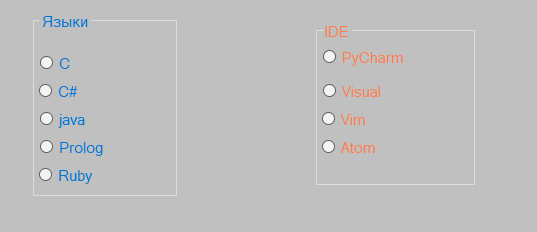 Языки
C
C#
java
Prolog
Ruby
IDE
PyCharm
Visual
Vim
Atom